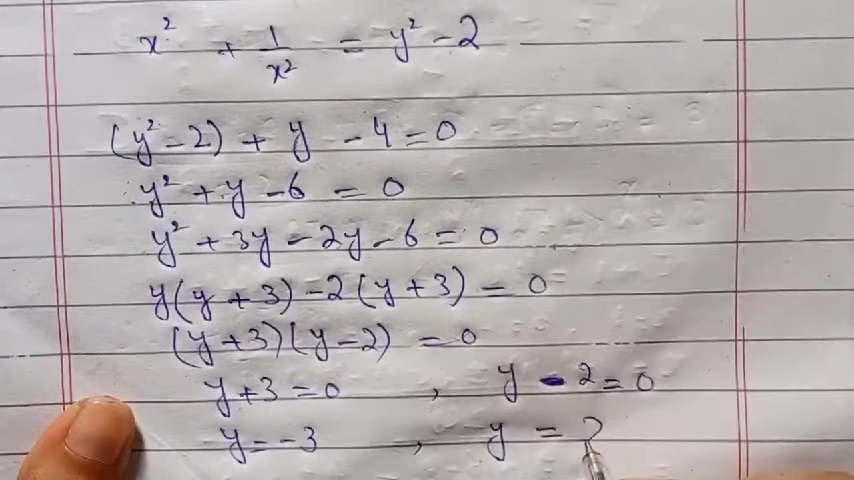 x² + 1/x² = y² - 2
(y² - 2) + y - 4 = 0
y² + y - 6 = 0
y² + 3y - 2y - 6 = 0
y(y + 3) - 2(y + 3) = 0
(y + 3)(y - 2) = 0
y + 3 = 0 , y - 2 = 0
y = -3 , y =